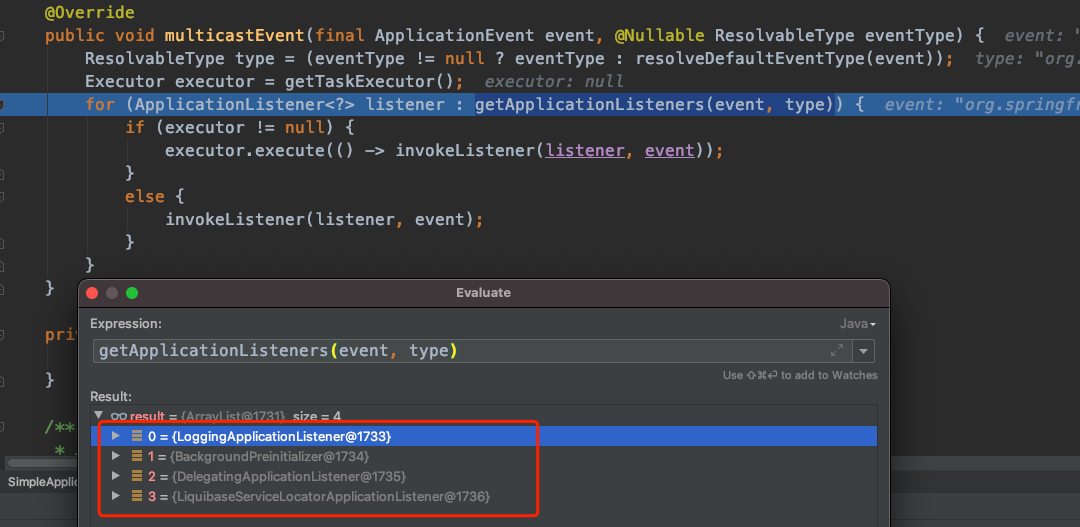 @Override
public void multicastEvent(final ApplicationEvent event, @Nullable ResolvableType eventType) { event: "
ResolvableType type = (eventType != null ? eventType : resolveDefaultEventType(event)); type: "org.
Executor executor = getTaskExecutor(); executor: null
for (ApplicationListener<?> listener : getApplicationListeners(event, type)) { event: "org.springfr
if (executor != null) {
executor.execute(() -> invokeListener(listener, event));
}
else {
invokeListener(listener, event);
}
}
}
Evaluate
Expression:
Java
pri
getApplicationListeners(event, type)
}
Use ⇧⌘⏎ to add to Watches
Result:
result = {ArrayList@1731} size = 4
/**
0 = {LoggingApplicationListener@1733}
*
1 = {BackgroundPreinitializer@1734}
2 = {DelegatingApplicationListener@1735}
SimpleApplic
3 = {LiquibaseServiceLocatorApplicationListener@1736}